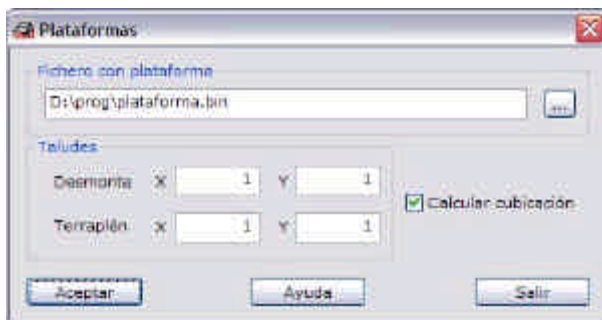 Plataformas
Fichero con plataforma
D:\prog\plataforma.bin
...
Taludes
Desmonte X 1 Y 1
Calcular cubicación
Terraplén X 1 Y 1
Aceptar Ayuda Salir